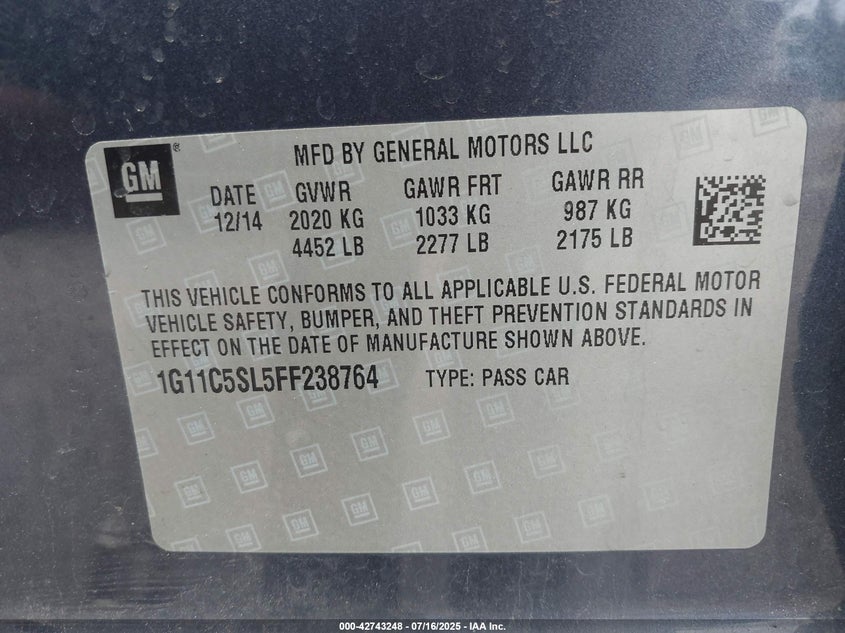 GM
MFD BY GENERAL MOTORS LLC
DATE GVWR GAWR FRT GAWR RR
12/14 2020 KG 1033 KG 987 KG
4452 LB 2277 LB 2175 LB
THIS VEHICLE CONFORMS TO ALL APPLICABLE U.S. FEDERAL MOTOR
VEHICLE SAFETY, BUMPER, AND THEFT PREVENTION STANDARDS IN
EFFECT ON THE DATE OF MANUFACTURE SHOWN ABOVE.
1G11C5SL5FF238764 TYPE: PASS CAR
000-42743248 - 07/16/2025 - IAA Inc.